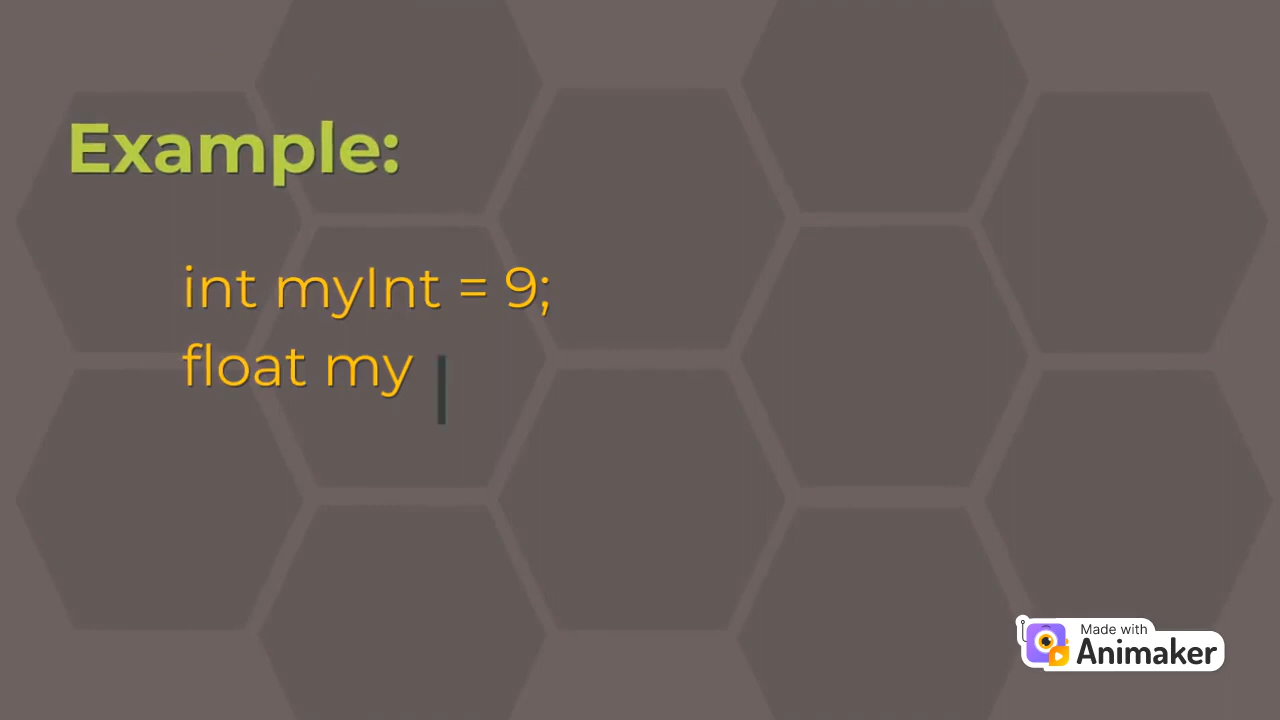 Example:
int myInt = 9;
float my
Made with
Animaker